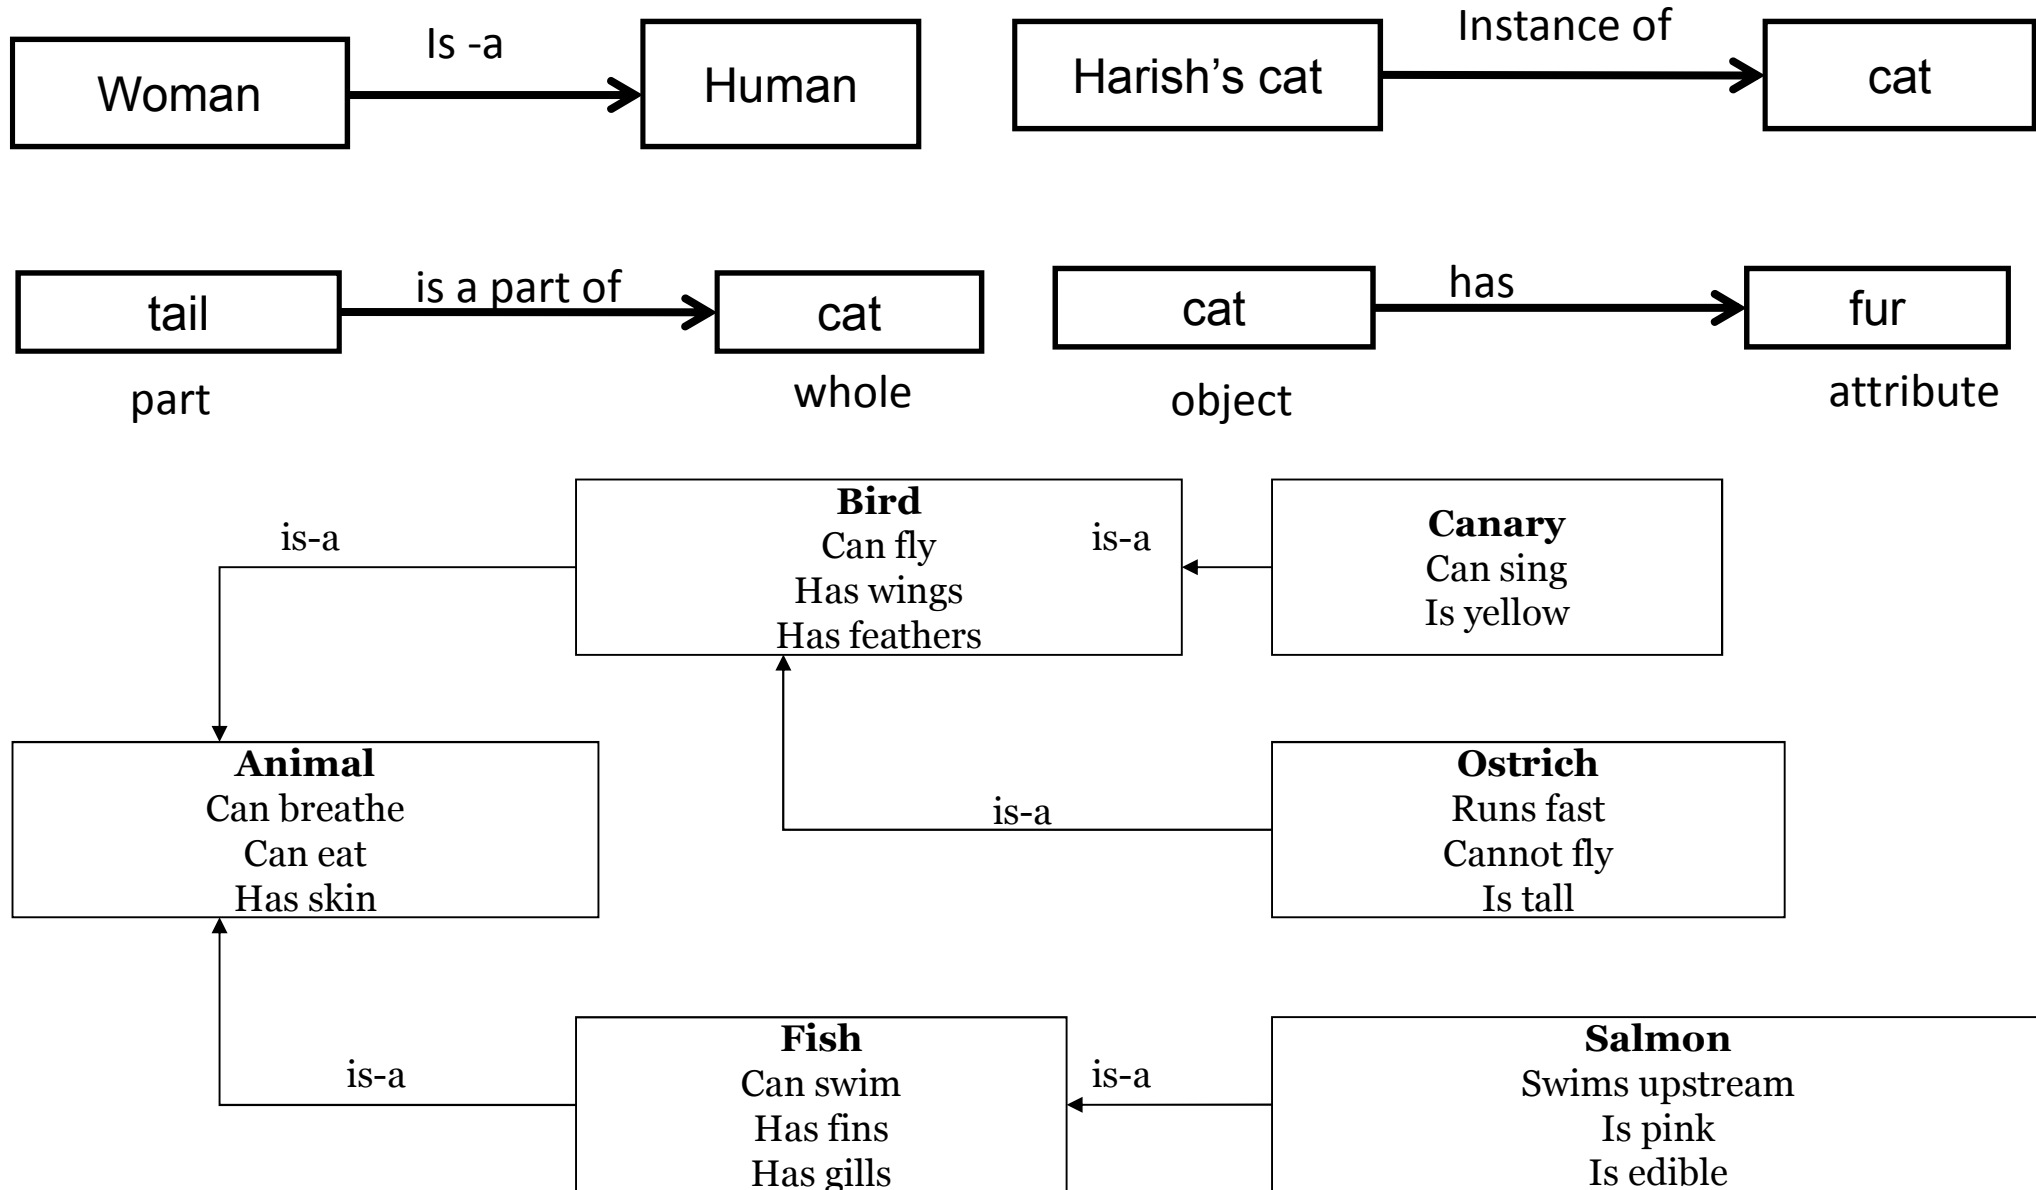 Woman
Is -a
Human
Harish’s cat
Instance of
cat
tail
is a part of
cat
cat
has
fur
part
whole
object
attribute
is-a
Bird
Can fly
Has wings
Has feathers
is-a
Canary
Can sing
Is yellow
Animal
Can breathe
Can eat
Has skin
is-a
Ostrich
Runs fast
Cannot fly
Is tall
is-a
Fish
Can swim
Has fins
Has gills
is-a
Salmon
Swims upstream
Is pink
Is edible